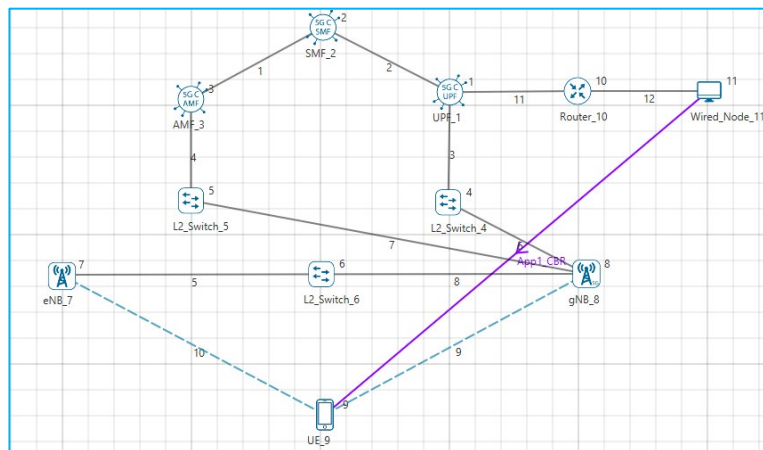 5G C
SMF
2
SMF_2
1
2
5G C
AMF
3
AMF_3
5G C
UPF
1
UPF_1
11
10
Router_10
12
11
Wired_Node_11
4
3
5
L2_Switch_5
4
L2_Switch_4
7
6
App1_CBR
7
eNB_7
5
6
L2_Switch_6
8
5G
8
gNB_8
10
9
9
UE_9